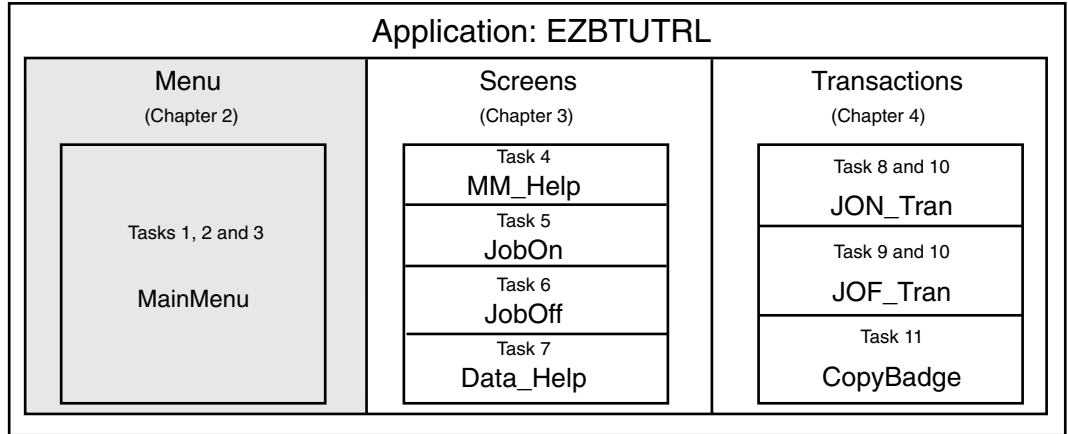 Application: EZBTUTRL
Menu
(Chapter 2)
Tasks 1, 2 and 3
MainMenu
Screens
(Chapter 3)
Task 4
MM_Help
Task 5
JobOn
Task 6
JobOff
Task 7
Data_Help
Transactions
(Chapter 4)
Task 8 and 10
JON_Tran
Task 9 and 10
JOF_Tran
Task 11
CopyBadge